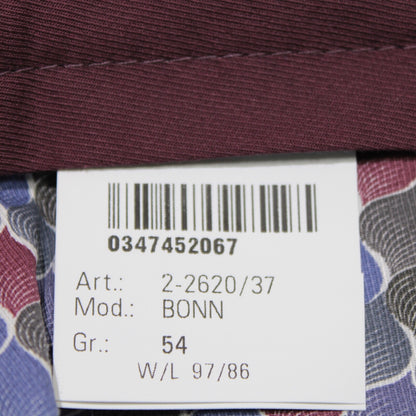 0347452067
Art.: 2-2620/37
Mod.: BONN
Gr.: 54
W/L 97/86